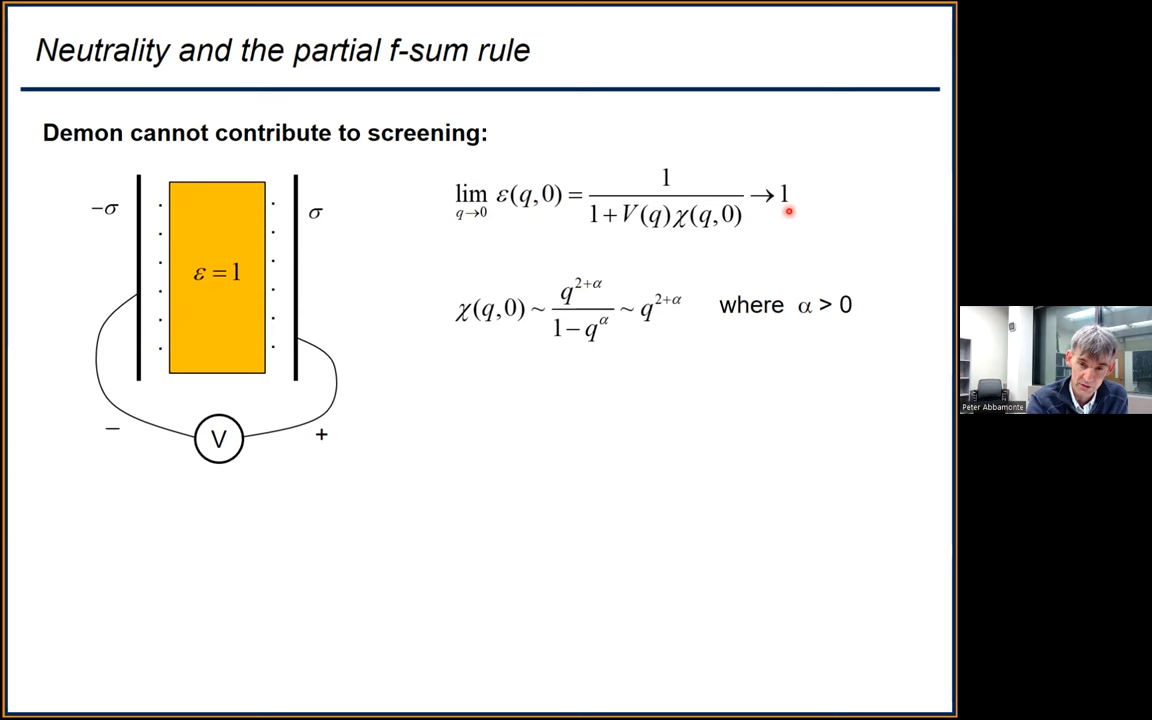 Neutrality and the partial f-sum rule
Demon cannot contribute to screening:
−σ
σ
ε = 1
−
V
+
lim q→0 ε(q,0) = 1 / (1 + V(q)χ(q,0)) → 1
χ(q,0) ~ q^{2+α} / (1 − q^α) ~ q^{2+α} where α > 0
Peter Abbamonte